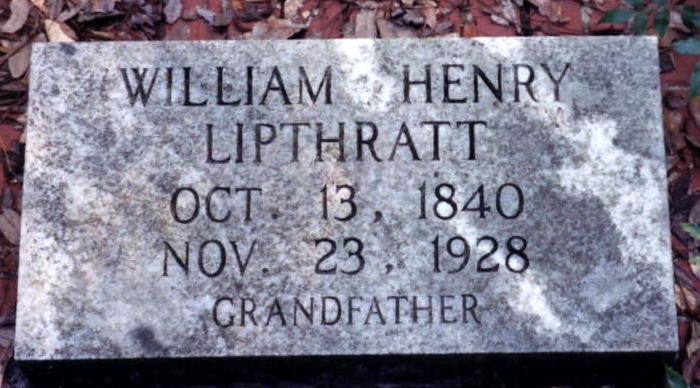 WILLIAM HENRY
LIPTHRATT
OCT. 13, 1840
NOV. 23, 1928
GRANDFATHER